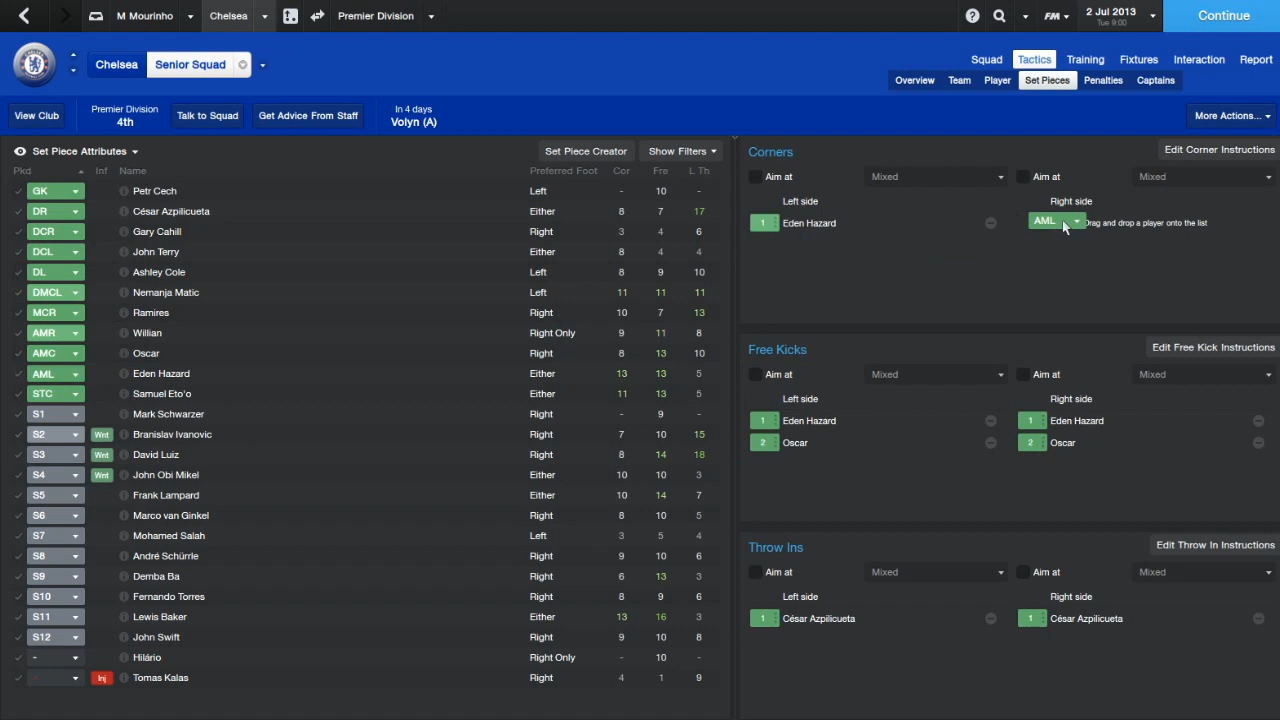 M Mourinho Chelsea Premier Division FM 2 Jul 2013 Tue 9:00 Continue
Chelsea Senior Squad Squad Tactics Training Fixtures Interaction Report
Overview Team Player Set Pieces Penalties Captains
View Club Premier Division 4th Talk to Squad Get Advice From Staff In 4 days Volyn (A) More Actions...
Set Piece Attributes Set Piece Creator Show Filters
Pkd Inf Name Preferred Foot Cor Fre L Th
GK Petr Cech Left - 10 -
DR César Azpilicueta Either 8 7 17
DCR Gary Cahill Right 3 4 6
DCL John Terry Either 8 4 4
DL Ashley Cole Left 8 9 10
DMCL Nemanja Matic Left 11 11 11
MCR Ramires Right 10 7 13
AMR Willian Right Only 9 11 8
AMC Oscar Right 8 13 10
AML Eden Hazard Either 13 13 5
STC Samuel Eto'o Either 11 13 5
S1 Mark Schwarzer Right - 9 -
S2 Wnt Branislav Ivanovic Right 7 10 15
S3 Wnt David Luiz Right 8 14 18
S4 Wnt John Obi Mikel Either 10 10 3
S5 Frank Lampard Either 10 14 7
S6 Marco van Ginkel Right 8 10 5
S7 Mohamed Salah Left 3 5 4
S8 André Schürrle Right 9 10 6
S9 Demba Ba Right 6 13 3
S10 Fernando Torres Right 8 9 6
S11 Lewis Baker Either 13 16 3
S12 John Swift Right 9 10 8
- Hilário Right Only - 10 -
Inj Tomas Kalas Right 4 1 9
Corners Edit Corner Instructions
Aim at Mixed Aim at Mixed
Left side Right side
1 Eden Hazard AML Drag and drop a player onto the list
Free Kicks Edit Free Kick Instructions
Aim at Mixed Aim at Mixed
Left side Right side
1 Eden Hazard 1 Eden Hazard
2 Oscar 2 Oscar
Throw Ins Edit Throw In Instructions
Aim at Mixed Aim at Mixed
Left side Right side
1 César Azpilicueta 1 César Azpilicueta